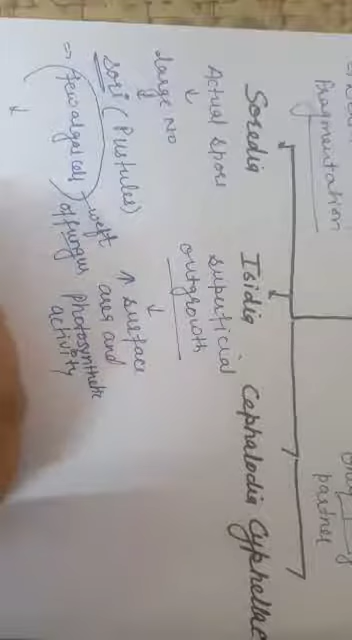 Fragmentation
partner
Soredia
Isidia
Cephalodia
Cyphellae
Actual spore
↓
large No
↓
Sori (Pustules)
→ (few algal cell) weft
of fungus
↓
superficial
outgrowth
↓
↑ surface
area and
photosynthetic
activity